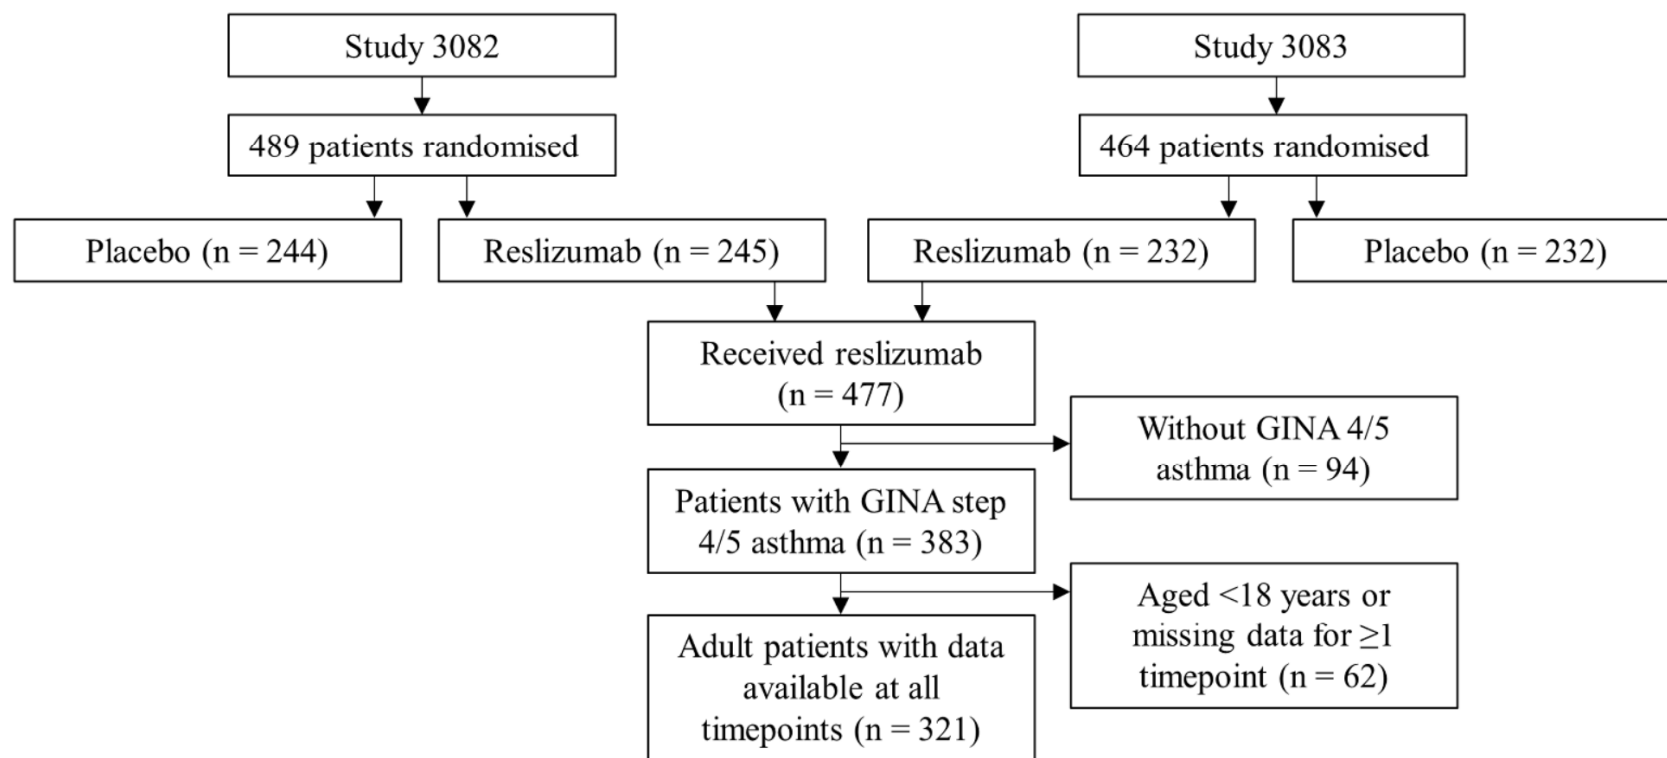 Study 3082
Study 3083
489 patients randomised
464 patients randomised
Placebo (n = 244)
Reslizumab (n = 245)
Reslizumab (n = 232)
Placebo (n = 232)
Received reslizumab
(n = 477)
Without GINA 4/5
asthma (n = 94)
Patients with GINA step
4/5 asthma (n = 383)
Aged <18 years or
missing data for ≥1
timepoint (n = 62)
Adult patients with data
available at all
timepoints (n = 321)